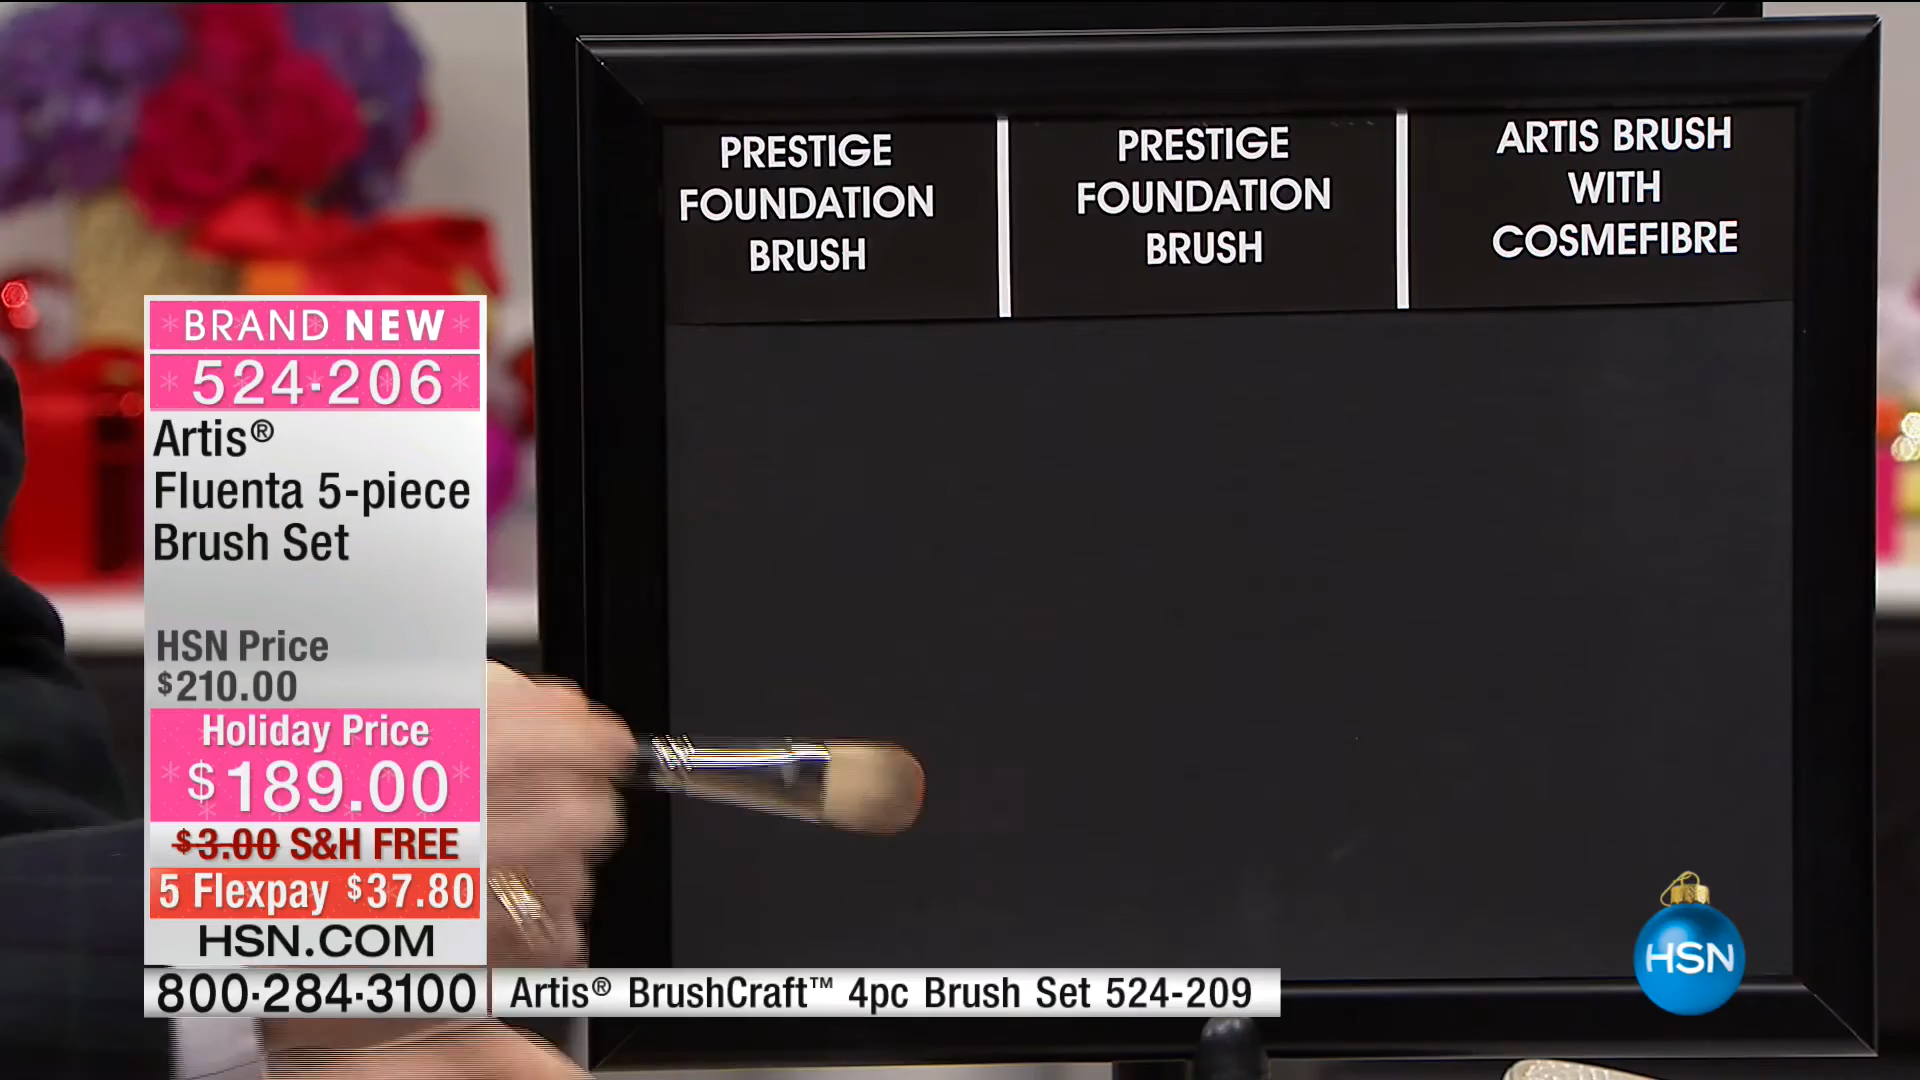 PRESTIGE
FOUNDATION
BRUSH
PRESTIGE
FOUNDATION
BRUSH
ARTIS BRUSH
WITH
COSMEFIBRE
BRAND NEW
524·206
Artis®
Fluenta 5-piece
Brush Set
HSN Price
$210.00
Holiday Price
$189.00
$3.00 S&H FREE
5 Flexpay $37.80
HSN.COM
800·284·3100
Artis® BrushCraft™ 4pc Brush Set 524-209
HSN